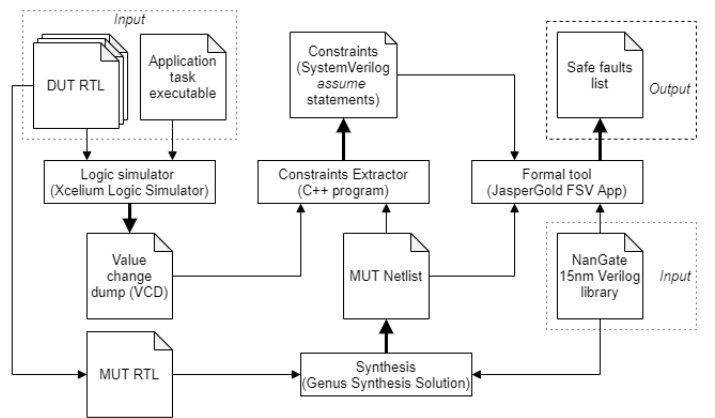 Input
DUT RTL
Application
task
executable
Constraints
(SystemVerilog
assume
statements)
Safe faults
list
Output
Logic simulator
(Xcelium Logic Simulator)
Constraints Extractor
(C++ program)
Formal tool
(JasperGold FSV App)
Value
change
dump (VCD)
MUT Netlist
NanGate
15nm Verilog
library
Input
MUT RTL
Synthesis
(Genus Synthesis Solution)